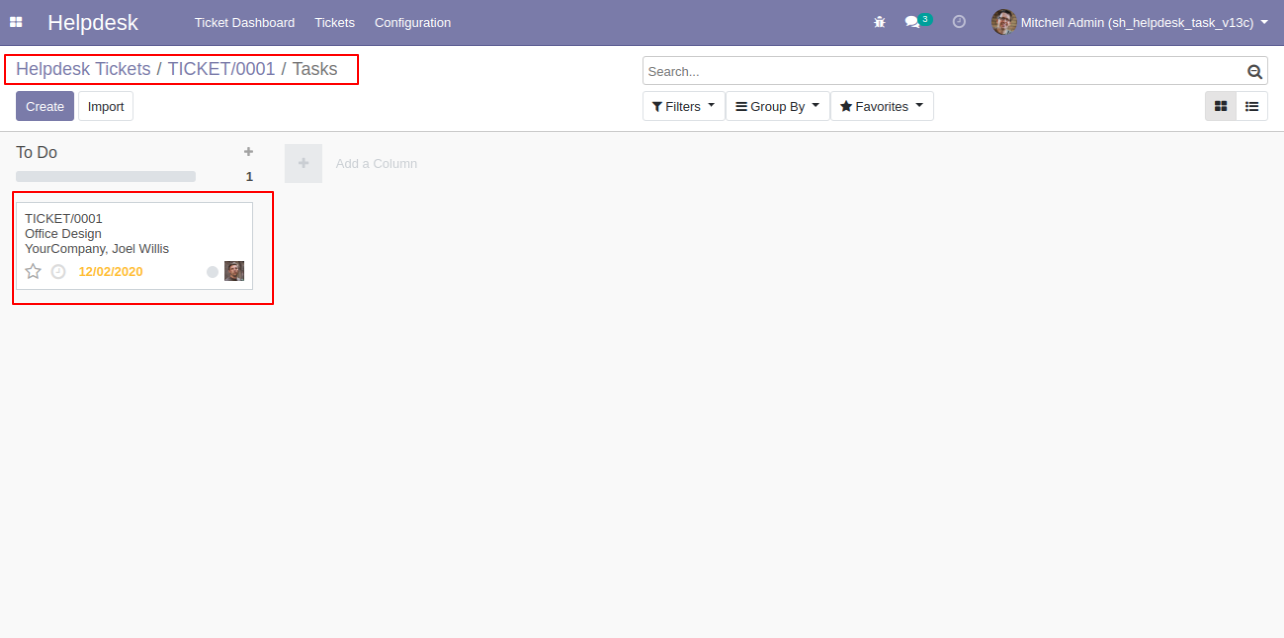 Helpdesk Ticket Dashboard Tickets Configuration 3 Mitchell Admin (sh_helpdesk_task_v13c)
Helpdesk Tickets / TICKET/0001 / Tasks
Search...
Create Import Filters Group By Favorites
To Do
Add a Column
1
TICKET/0001
Office Design
YourCompany, Joel Willis
12/02/2020